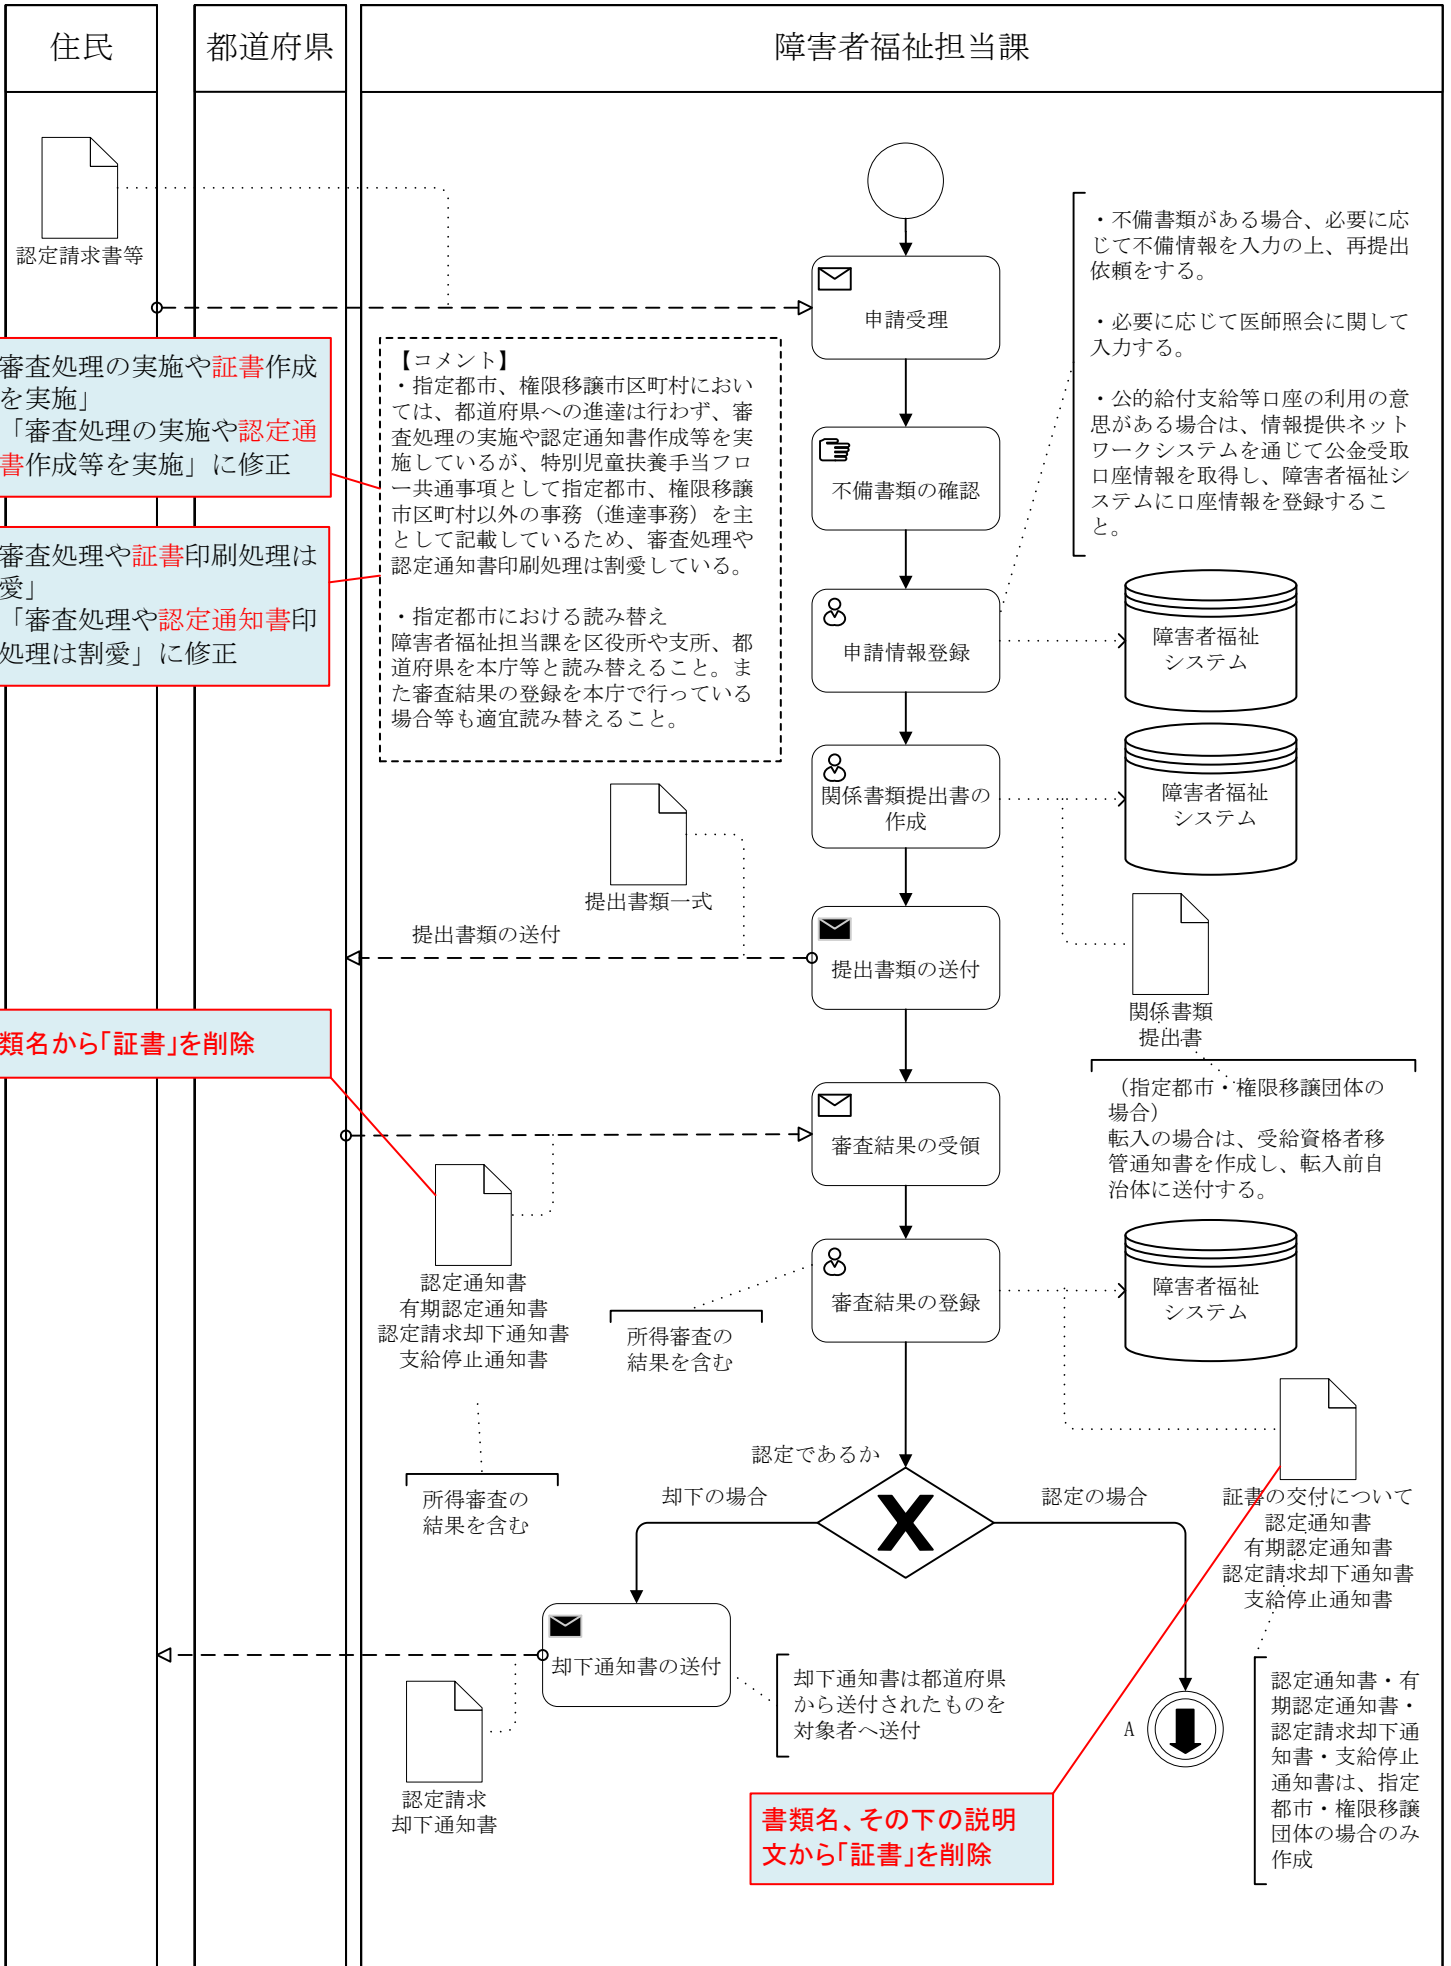 住民
都道府県
障害者福祉担当課
認定請求書等
申請受理
・不備書類がある場合、必要に応
じて不備情報を入力の上、再提出
依頼をする。
・必要に応じて医師照会に関して
入力する。
・公的給付支給等口座の利用の意
思がある場合は、情報提供ネット
ワークシステムを通じて公金受取
口座情報を取得し、障害者福祉シ
ステムに口座情報を登録するこ
と。
審査処理の実施や証書作成
を実施」
「審査処理の実施や認定通
書作成等を実施」に修正
審査処理や証書印刷処理は
愛」
「審査処理や認定通知書印
処理は割愛」に修正
【コメント】
・指定都市、権限移譲市区町村におい
ては、都道府県への進達は行わず、審
査処理の実施や認定通知書作成等を実
施しているが、特別児童扶養手当フロ
ー共通事項として指定都市、権限移譲
市区町村以外の事務（進達事務）を主
として記載しているため、審査処理や
認定通知書印刷処理は割愛している。
・指定都市における読み替え
障害者福祉担当課を区役所や支所、都
道府県を本庁等と読み替えること。ま
た審査結果の登録を本庁で行っている
場合等も適宜読み替えること。
不備書類の確認
申請情報登録
障害者福祉
システム
関係書類提出書の
作成
障害者福祉
システム
提出書類一式
提出書類の送付
提出書類の送付
関係書類
提出書
類名から「証書」を削除
（指定都市・権限移譲団体の
場合）
転入の場合は、受給資格者移
管通知書を作成し、転入前自
治体に送付する。
審査結果の受領
認定通知書
有期認定通知書
認定請求却下通知書
支給停止通知書
所得審査の
結果を含む
審査結果の登録
障害者福祉
システム
所得審査の
結果を含む
認定であるか
却下の場合
認定の場合
証書の交付について
認定通知書
有期認定通知書
認定請求却下通知書
支給停止通知書
却下通知書の送付
却下通知書は都道府県
から送付されたものを
対象者へ送付
A
認定通知書・有
期認定通知書・
認定請求却下通
知書・支給停止
通知書は、指定
都市・権限移譲
団体の場合のみ
作成
認定請求
却下通知書
書類名、その下の説明
文から「証書」を削除